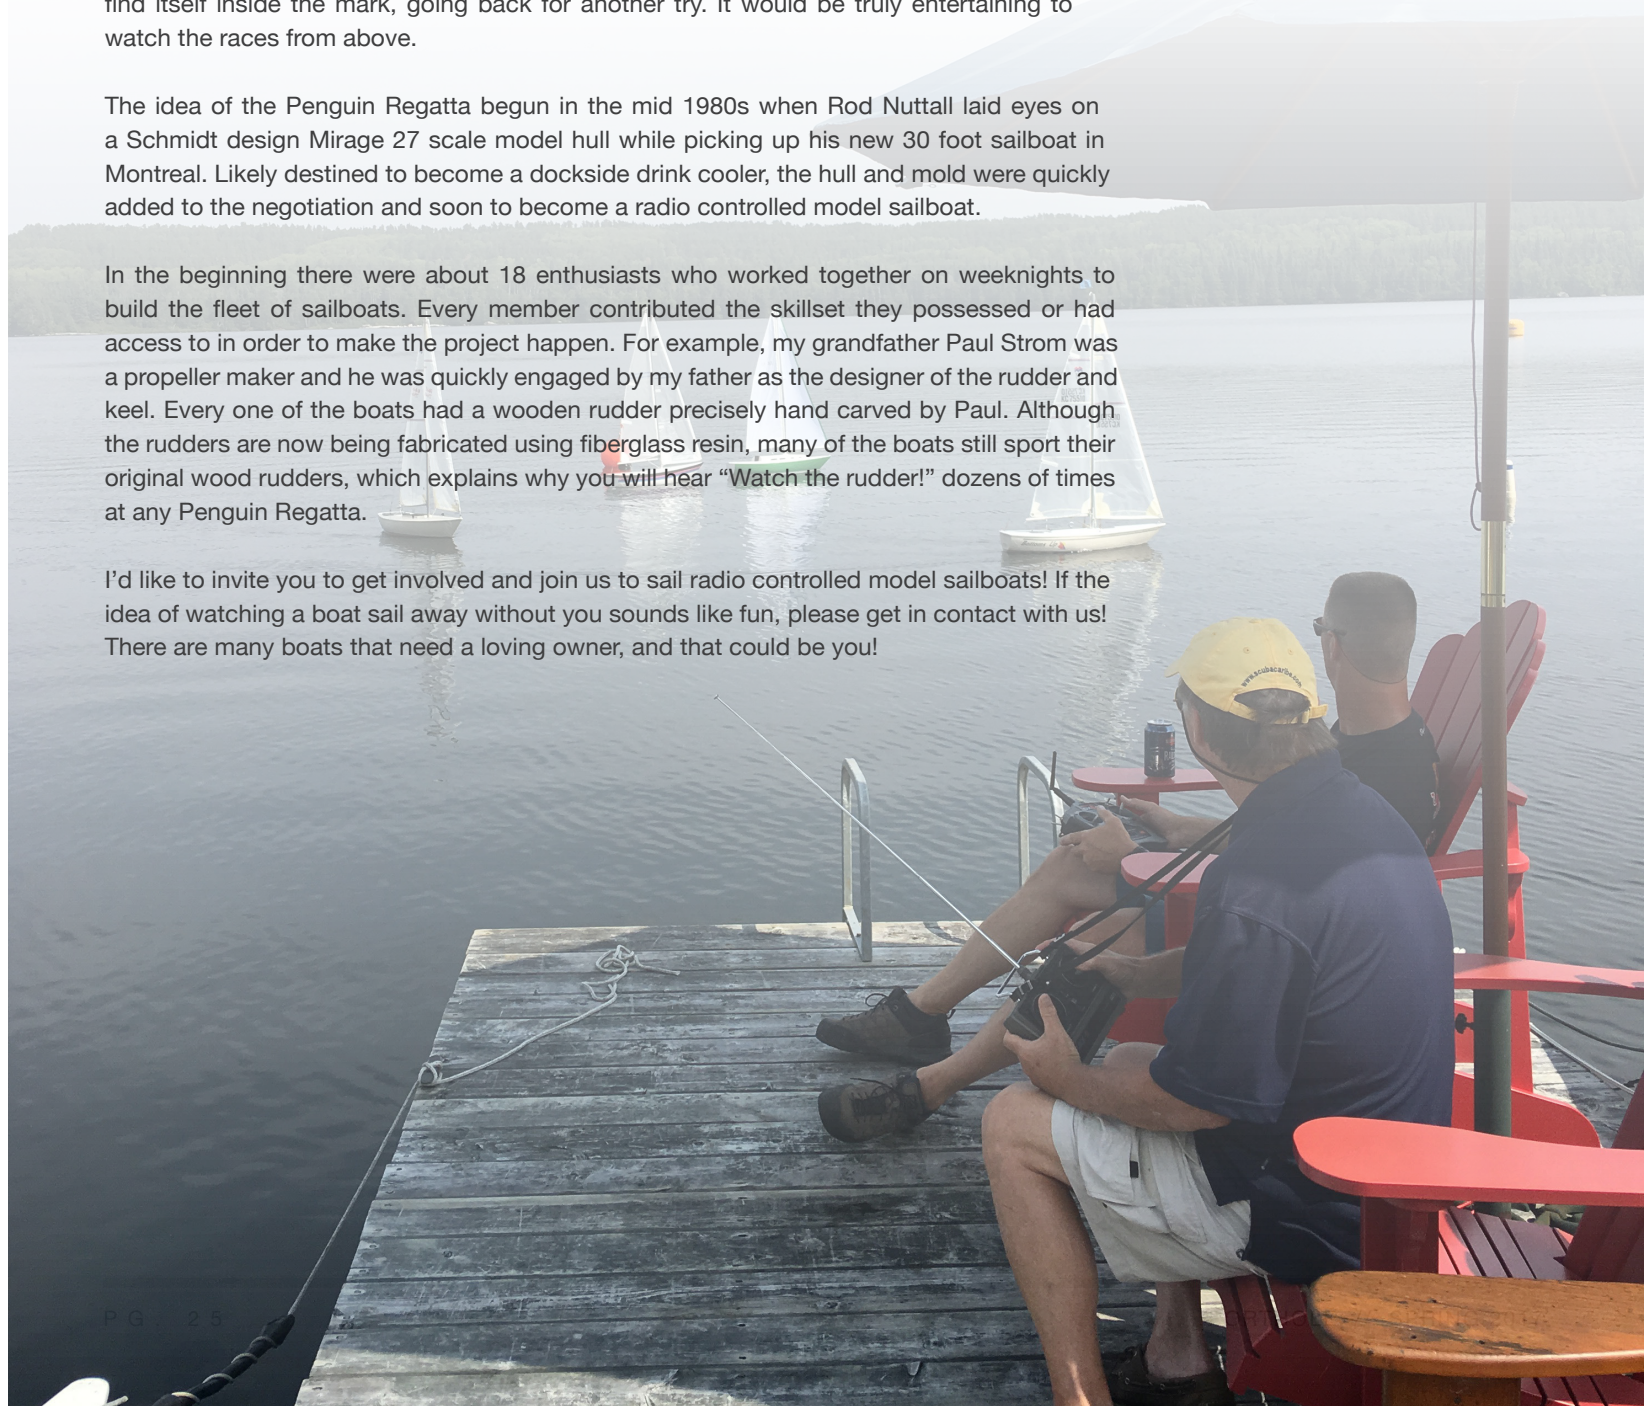 find itself inside the mark, going back for another try. It would be truly entertaining to
watch the races from above.
The idea of the Penguin Regatta begun in the mid 1980s when Rod Nuttall laid eyes on
a Schmidt design Mirage 27 scale model hull while picking up his new 30 foot sailboat in
Montreal. Likely destined to become a dockside drink cooler, the hull and mold were quickly
added to the negotiation and soon to become a radio controlled model sailboat.
In the beginning there were about 18 enthusiasts who worked together on weeknights to
build the fleet of sailboats. Every member contributed the skillset they possessed or had
access to in order to make the project happen. For example, my grandfather Paul Strom was
a propeller maker and he was quickly engaged by my father as the designer of the rudder and
keel. Every one of the boats had a wooden rudder precisely hand carved by Paul. Although
the rudders are now being fabricated using fiberglass resin, many of the boats still sport their
original wood rudders, which explains why you will hear “Watch the rudder!” dozens of times
at any Penguin Regatta.
I’d like to invite you to get involved and join us to sail radio controlled model sailboats! If the
idea of watching a boat sail away without you sounds like fun, please get in contact with us!
There are many boats that need a loving owner, and that could be you!
www.scubacaribe.com
PG. 25